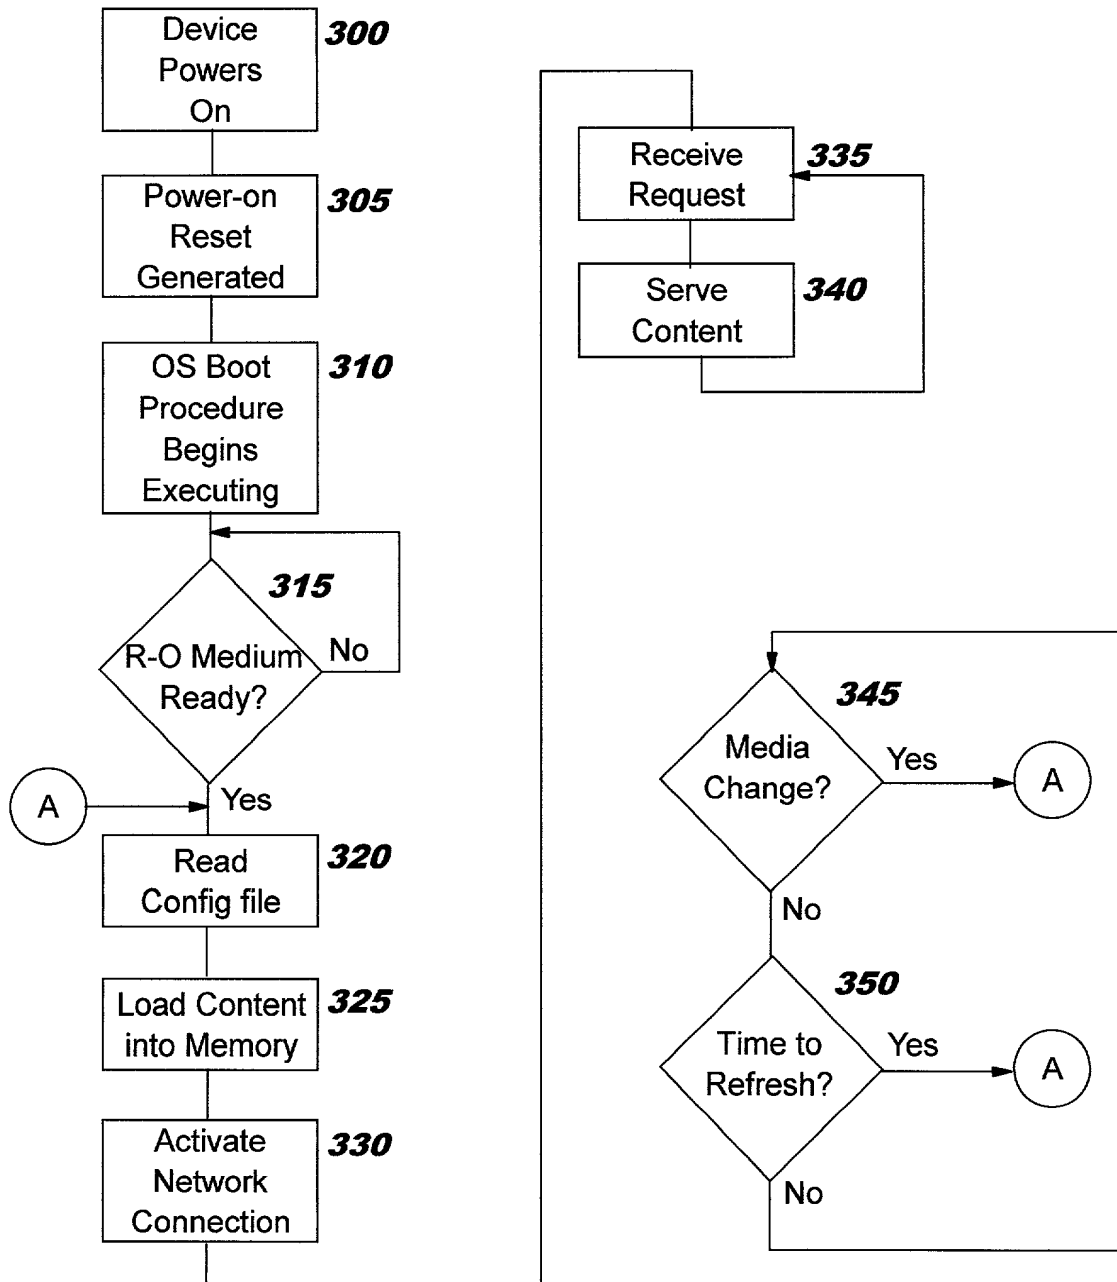 Device
Powers
On
300
Power-on
Reset
Generated
305
OS Boot
Procedure
Begins
Executing
310
315
R-O Medium
Ready?
No
A
Yes
Read
Config file
320
Load Content
into Memory
325
Activate
Network
Connection
330
Receive
Request
335
Serve
Content
340
345
Media
Change?
Yes
A
No
350
Time to
Refresh?
Yes
A
No